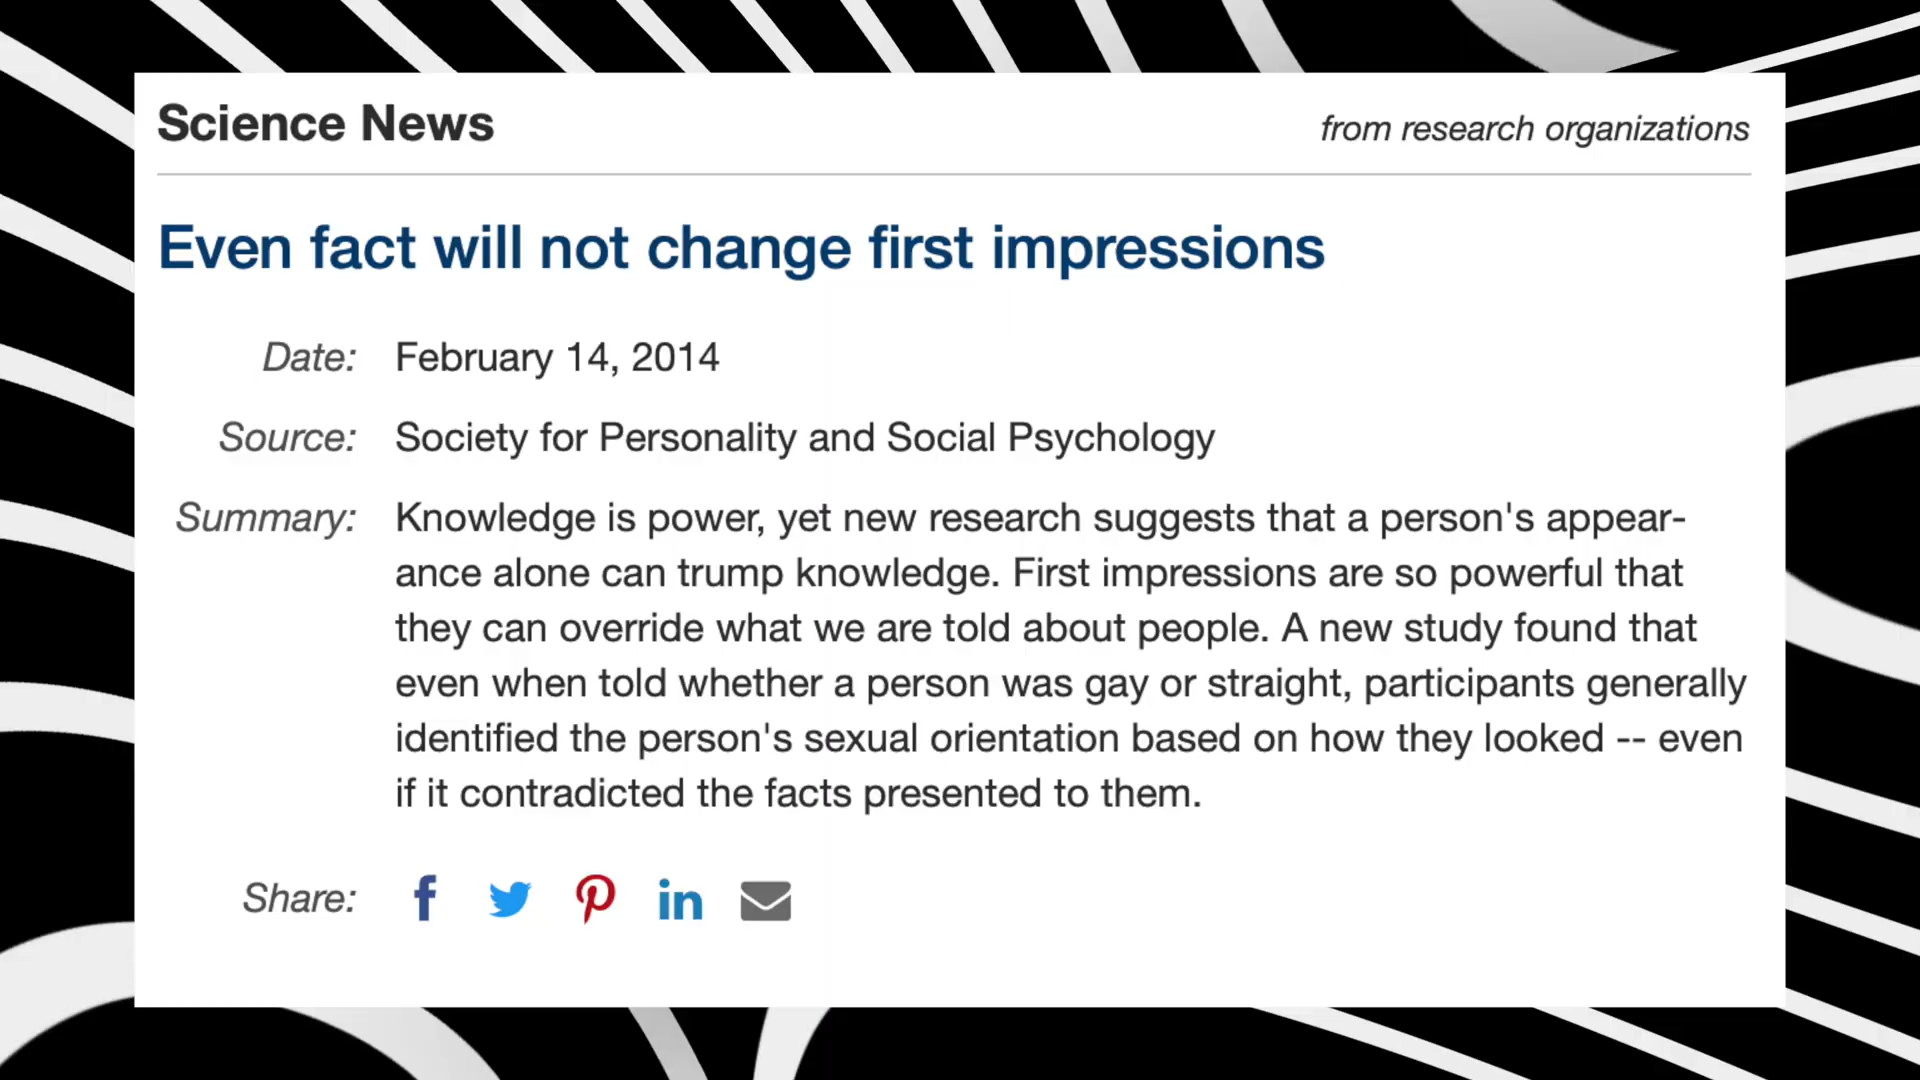 Science News
from research organizations
Even fact will not change first impressions
Date: February 14, 2014
Source: Society for Personality and Social Psychology
Summary: Knowledge is power, yet new research suggests that a person's appear-
ance alone can trump knowledge. First impressions are so powerful that
they can override what we are told about people. A new study found that
even when told whether a person was gay or straight, participants generally
identified the person's sexual orientation based on how they looked -- even
if it contradicted the facts presented to them.
Share: